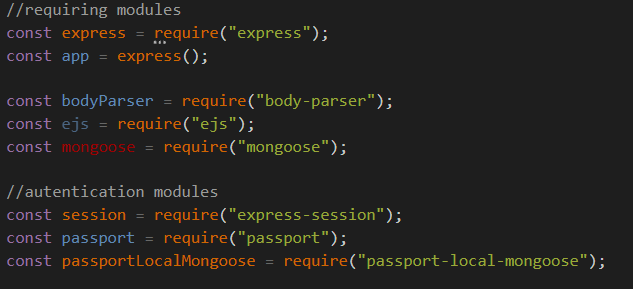 //requiring modules
const express = require("express");
const app = express();
const bodyParser = require("body-parser");
const ejs = require("ejs");
const mongoose = require("mongoose");
//autentication modules
const session = require("express-session");
const passport = require("passport");
const passportLocalMongoose = require("passport-local-mongoose");